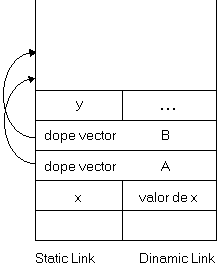 y ...
dope vector B
dope vector A
x valor de x
Static Link Dinamic Link